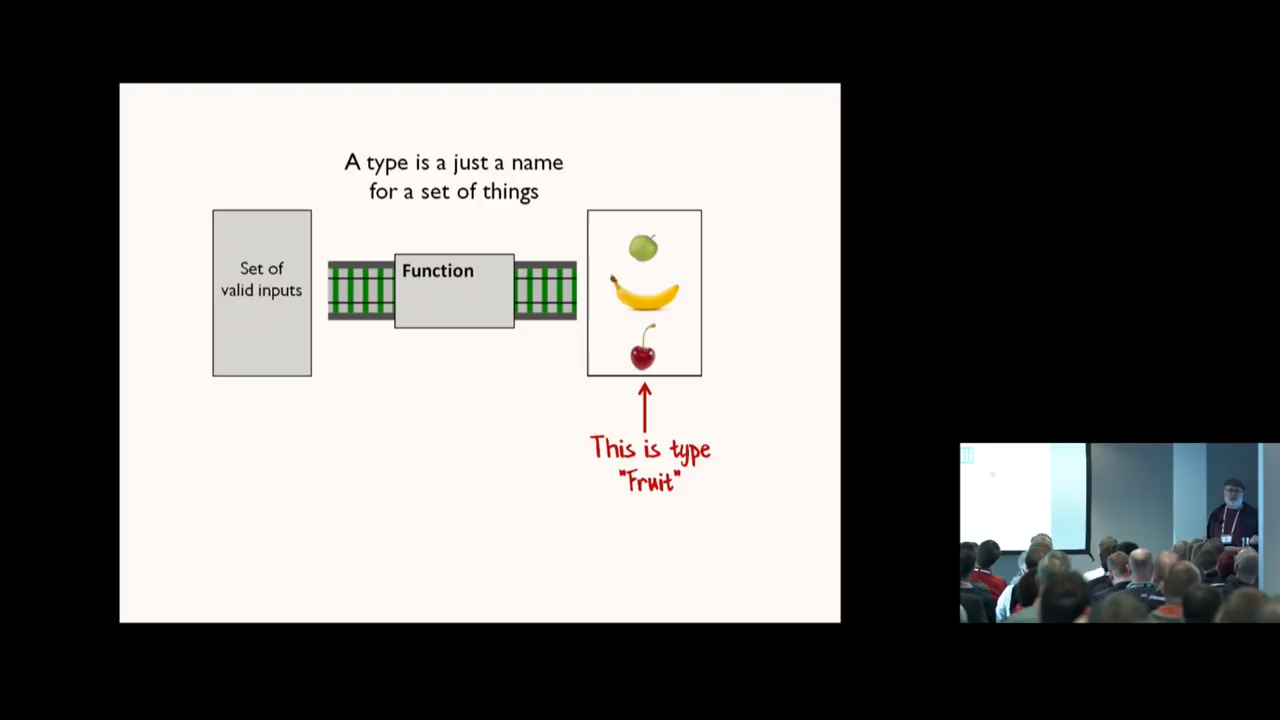 A type is a just a name
for a set of things
Set of
valid inputs
Function
This is type
"Fruit"